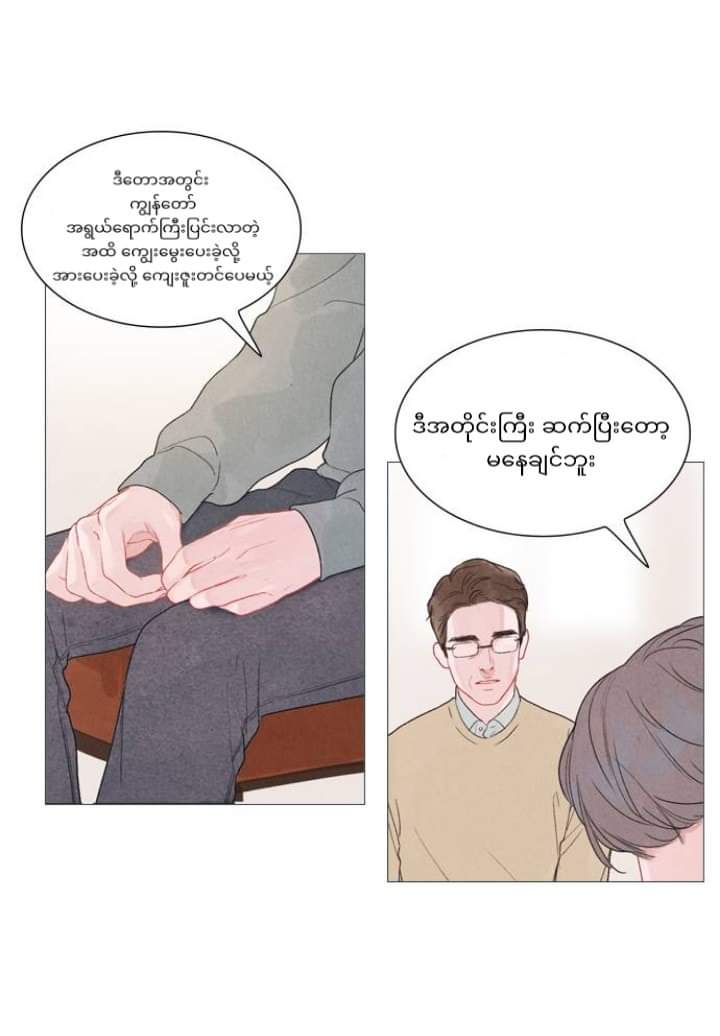 ဒီတောအတွင်း
ကျွန်တော်
အရွယ်ရောက်ကြီးပြင်းလာတဲ့
အထိ ကျွေးမွေးပေးခဲ့လို့
အားပေးခဲ့လို့ ကျေးဇူးတင်ပေမယ့်
ဒီအတိုင်းကြီး ဆက်ပြီးတော့
မနေချင်ဘူး